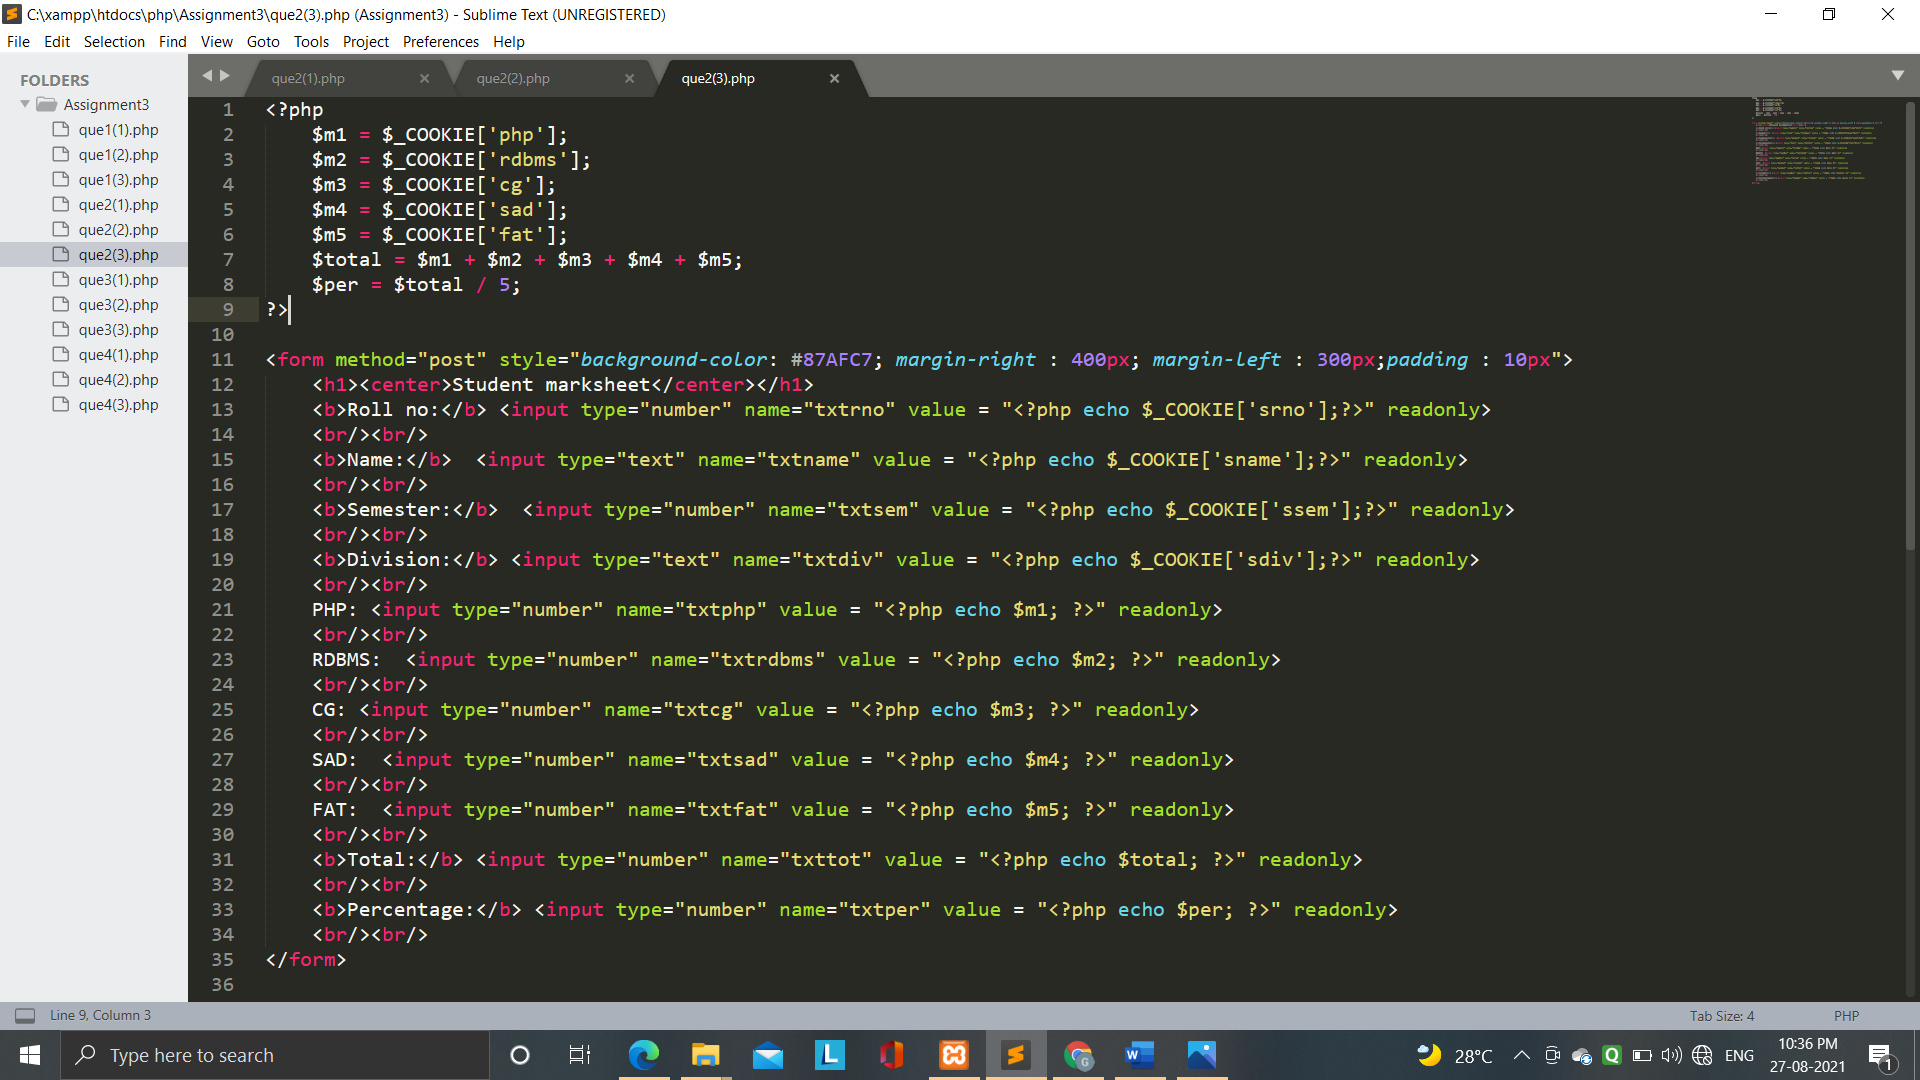 C:\xampp\htdocs\php\Assignment3\que2(3).php (Assignment3) - Sublime Text (UNREGISTERED)
File Edit Selection Find View Goto Tools Project Preferences Help
FOLDERS
Assignment3
que1(1).php
que1(2).php
que1(3).php
que2(1).php
que2(2).php
que2(3).php
que3(1).php
que3(2).php
que3(3).php
que4(1).php
que4(2).php
que4(3).php
que2(1).php × que2(2).php × que2(3).php ×
1 <?php
2     $m1 = $_COOKIE['php'];
3     $m2 = $_COOKIE['rdbms'];
4     $m3 = $_COOKIE['cg'];
5     $m4 = $_COOKIE['sad'];
6     $m5 = $_COOKIE['fat'];
7     $total = $m1 + $m2 + $m3 + $m4 + $m5;
8     $per = $total / 5;
9 ?>
10
11 <form method="post" style="background-color: #87AFC7; margin-right : 400px; margin-left : 300px;padding : 10px">
12     <h1><center>Student marksheet</center></h1>
13     <b>Roll no:</b> <input type="number" name="txtrno" value = "<?php echo $_COOKIE['srno'];?>" readonly>
14     <br/><br/>
15     <b>Name:</b>  <input type="text" name="txtname" value = "<?php echo $_COOKIE['sname'];?>" readonly>
16     <br/><br/>
17     <b>Semester:</b>  <input type="number" name="txtsem" value = "<?php echo $_COOKIE['ssem'];?>" readonly>
18     <br/><br/>
19     <b>Division:</b> <input type="text" name="txtdiv" value = "<?php echo $_COOKIE['sdiv'];?>" readonly>
20     <br/><br/>
21     PHP: <input type="number" name="txtphp" value = "<?php echo $m1; ?>" readonly>
22     <br/><br/>
23     RDBMS:  <input type="number" name="txtrdbms" value = "<?php echo $m2; ?>" readonly>
24     <br/><br/>
25     CG: <input type="number" name="txtcg" value = "<?php echo $m3; ?>" readonly>
26     <br/><br/>
27     SAD:  <input type="number" name="txtsad" value = "<?php echo $m4; ?>" readonly>
28     <br/><br/>
29     FAT:  <input type="number" name="txtfat" value = "<?php echo $m5; ?>" readonly>
30     <br/><br/>
31     <b>Total:</b> <input type="number" name="txttot" value = "<?php echo $total; ?>" readonly>
32     <br/><br/>
33     <b>Percentage:</b> <input type="number" name="txtper" value = "<?php echo $per; ?>" readonly>
34     <br/><br/>
35 </form>
36
Line 9, Column 3 Tab Size: 4 PHP
Type here to search L W 28°C ENG 10:36 PM
27-08-2021
1